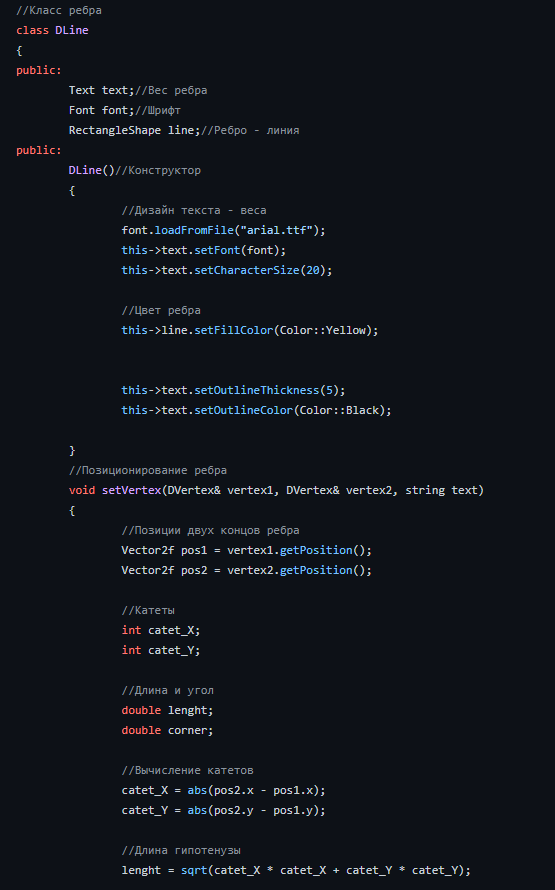 //Класс ребра
class DLine
{
public:
Text text;//Вес ребра
Font font;//Шрифт
RectangleShape line;//Ребро - линия
public:
DLine()//Конструктор
{
//Дизайн текста - веса
font.loadFromFile("arial.ttf");
this->text.setFont(font);
this->text.setCharacterSize(20);
//Цвет ребра
this->line.setFillColor(Color::Yellow);
this->text.setOutlineThickness(5);
this->text.setOutlineColor(Color::Black);
}
//Позиционирование ребра
void setVertex(DVertex& vertex1, DVertex& vertex2, string text)
{
//Позиции двух концов ребра
Vector2f pos1 = vertex1.getPosition();
Vector2f pos2 = vertex2.getPosition();
//Катеты
int catet_X;
int catet_Y;
//Длина и угол
double lenght;
double corner;
//Вычисление катетов
catet_X = abs(pos2.x - pos1.x);
catet_Y = abs(pos2.y - pos1.y);
//Длина гипотенузы
lenght = sqrt(catet_X * catet_X + catet_Y * catet_Y);